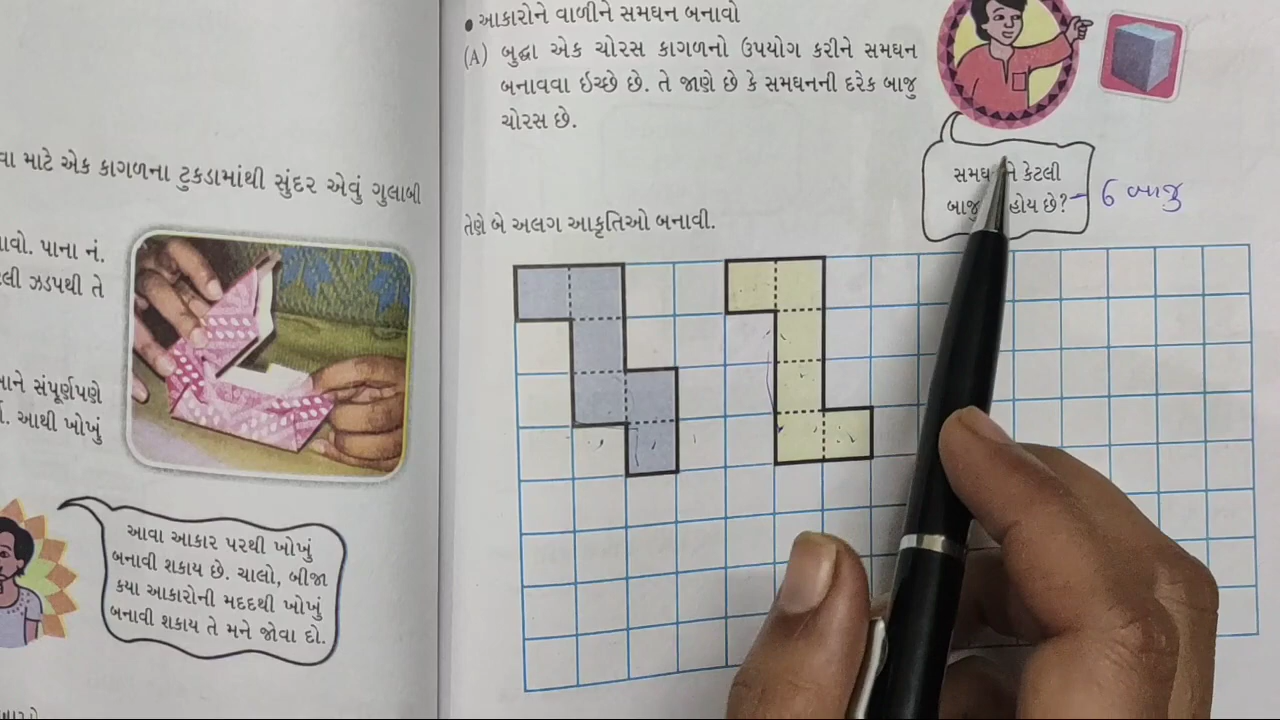 વા માટે એક કાગળના ટુકડામાંથી સુંદર એવું ગુલાબી
પાના નં.
ઝડપથી તે
સંપૂર્ણપણે
આથી ખોખું
આવા આકાર પરથી ખોખું
બનાવી શકાય છે. ચાલો, બીજા
કયા આકારોની મદદથી ખોખું
બનાવી શકાય તે મને જોવા દો.
• આકારોને વાળીને સમઘન બનાવો
(A) બુદ્ધા એક ચોરસ કાગળનો ઉપયોગ કરીને સમઘન
બનાવવા ઇચ્છે છે. તે જાણે છે કે સમઘનની દરેક બાજુ
ચોરસ છે.
કેટલી
હોય છે? - 6 બાજુ
તેણે બે અલગ આકૃતિઓ બનાવી.